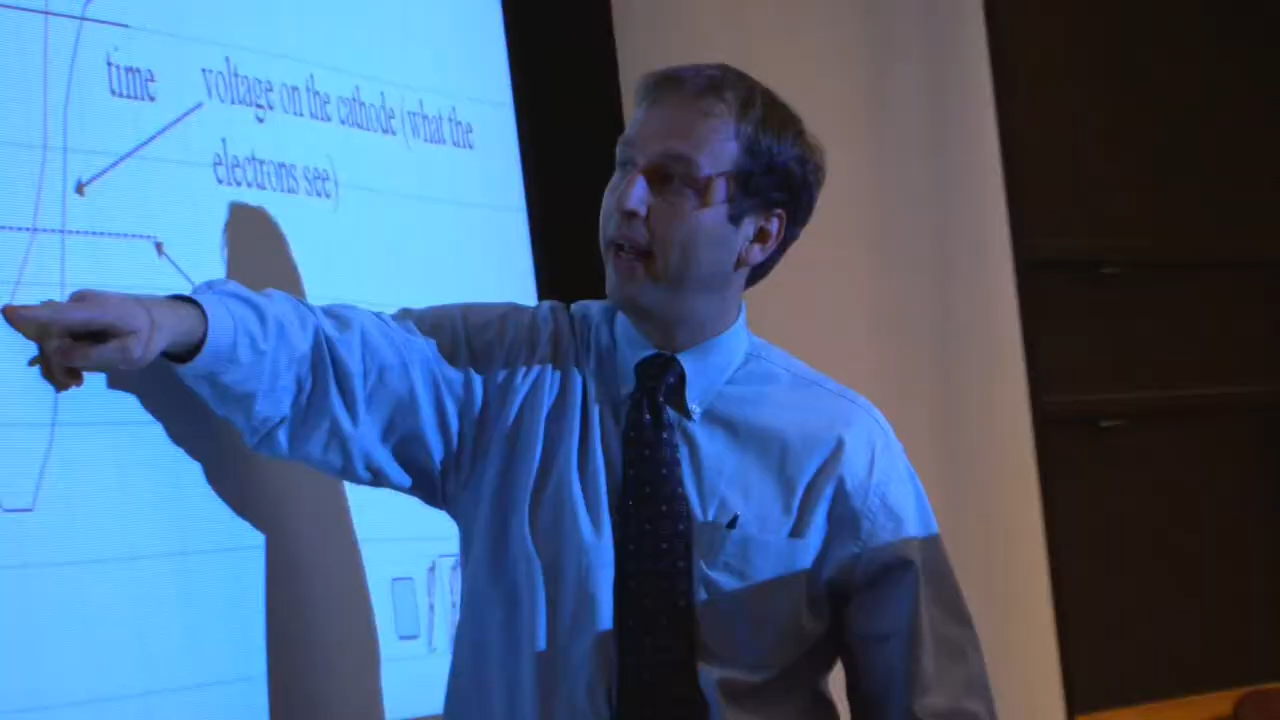 time
voltage on the cathode (what the
electrons see)